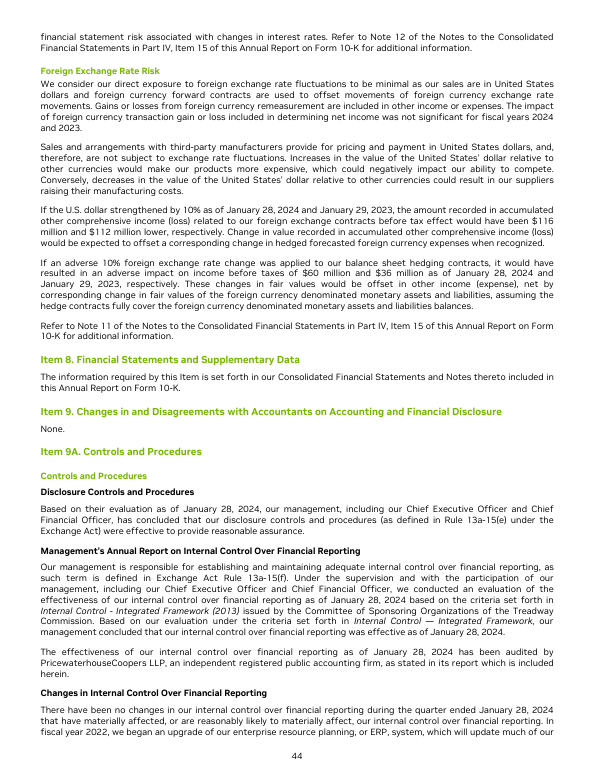 financial statement risk associated with changes in interest rates. Refer to Note 12 of the Notes to the Consolidated
Financial Statements in Part IV, Item 15 of this Annual Report on Form 10-K for additional information.
Foreign Exchange Rate Risk
We consider our direct exposure to foreign exchange rate fluctuations to be minimal as our sales are in United States
dollars and foreign currency forward contracts are used to offset movements of foreign currency exchange rate
movements. Gains or losses from foreign currency remeasurement are included in other income or expenses. The impact
of foreign currency transaction gain or loss included in determining net income was not significant for fiscal years 2024
and 2023.
Sales and arrangements with third-party manufacturers provide for pricing and payment in United States dollars, and,
therefore, are not subject to exchange rate fluctuations. Increases in the value of the United States' dollar relative to
other currencies would make our products more expensive, which could negatively impact our ability to compete.
Conversely, decreases in the value of the United States' dollar relative to other currencies could result in our suppliers
raising their manufacturing costs.
If the U.S. dollar strengthened by 10% as of January 28, 2024 and January 29, 2023, the amount recorded in accumulated
other comprehensive income (loss) related to our foreign exchange contracts before tax effect would have been $116
million and $112 million lower, respectively. Change in value recorded in accumulated other comprehensive income (loss)
would be expected to offset a corresponding change in hedged forecasted foreign currency expenses when recognized.
If an adverse 10% foreign exchange rate change was applied to our balance sheet hedging contracts, it would have
resulted in an adverse impact on income before taxes of $60 million and $36 million as of January 28, 2024 and
January 29, 2023, respectively. These changes in fair values would be offset in other income (expense), net by
corresponding change in fair values of the foreign currency denominated monetary assets and liabilities, assuming the
hedge contracts fully cover the foreign currency denominated monetary assets and liabilities balances.
Refer to Note 11 of the Notes to the Consolidated Financial Statements in Part IV, Item 15 of this Annual Report on Form
10-K for additional information.
Item 8. Financial Statements and Supplementary Data
The information required by this Item is set forth in our Consolidated Financial Statements and Notes thereto included in
this Annual Report on Form 10-K.
Item 9. Changes in and Disagreements with Accountants on Accounting and Financial Disclosure
None.
Item 9A. Controls and Procedures
Controls and Procedures
Disclosure Controls and Procedures
Based on their evaluation as of January 28, 2024, our management, including our Chief Executive Officer and Chief
Financial Officer, has concluded that our disclosure controls and procedures (as defined in Rule 13a-15(e) under the
Exchange Act) were effective to provide reasonable assurance.
Management's Annual Report on Internal Control Over Financial Reporting
Our management is responsible for establishing and maintaining adequate internal control over financial reporting, as
such term is defined in Exchange Act Rule 13a-15(f). Under the supervision and with the participation of our
management, including our Chief Executive Officer and Chief Financial Officer, we conducted an evaluation of the
effectiveness of our internal control over financial reporting as of January 28, 2024 based on the criteria set forth in
Internal Control - Integrated Framework (2013) issued by the Committee of Sponsoring Organizations of the Treadway
Commission. Based on our evaluation under the criteria set forth in Internal Control — Integrated Framework, our
management concluded that our internal control over financial reporting was effective as of January 28, 2024.
The effectiveness of our internal control over financial reporting as of January 28, 2024 has been audited by
PricewaterhouseCoopers LLP, an independent registered public accounting firm, as stated in its report which is included
herein.
Changes in Internal Control Over Financial Reporting
There have been no changes in our internal control over financial reporting during the quarter ended January 28, 2024
that have materially affected, or are reasonably likely to materially affect, our internal control over financial reporting. In
fiscal year 2022, we began an upgrade of our enterprise resource planning, or ERP, system, which will update much of our
44